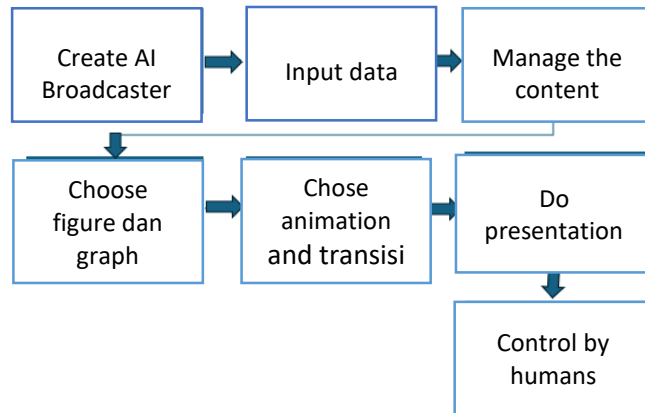 Create AI
Broadcaster
Input data
Manage the
content
Choose
figure dan
graph
Chose
animation
and transisi
Do
presentation
Control by
humans